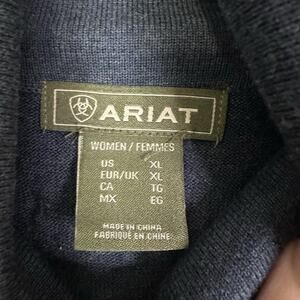 ARIAT
WOMEN / FEMMES
US XL
EUR/UK XL
CA TG
MX EG
MADE IN CHINA
FABRIQUÉ EN CHINE